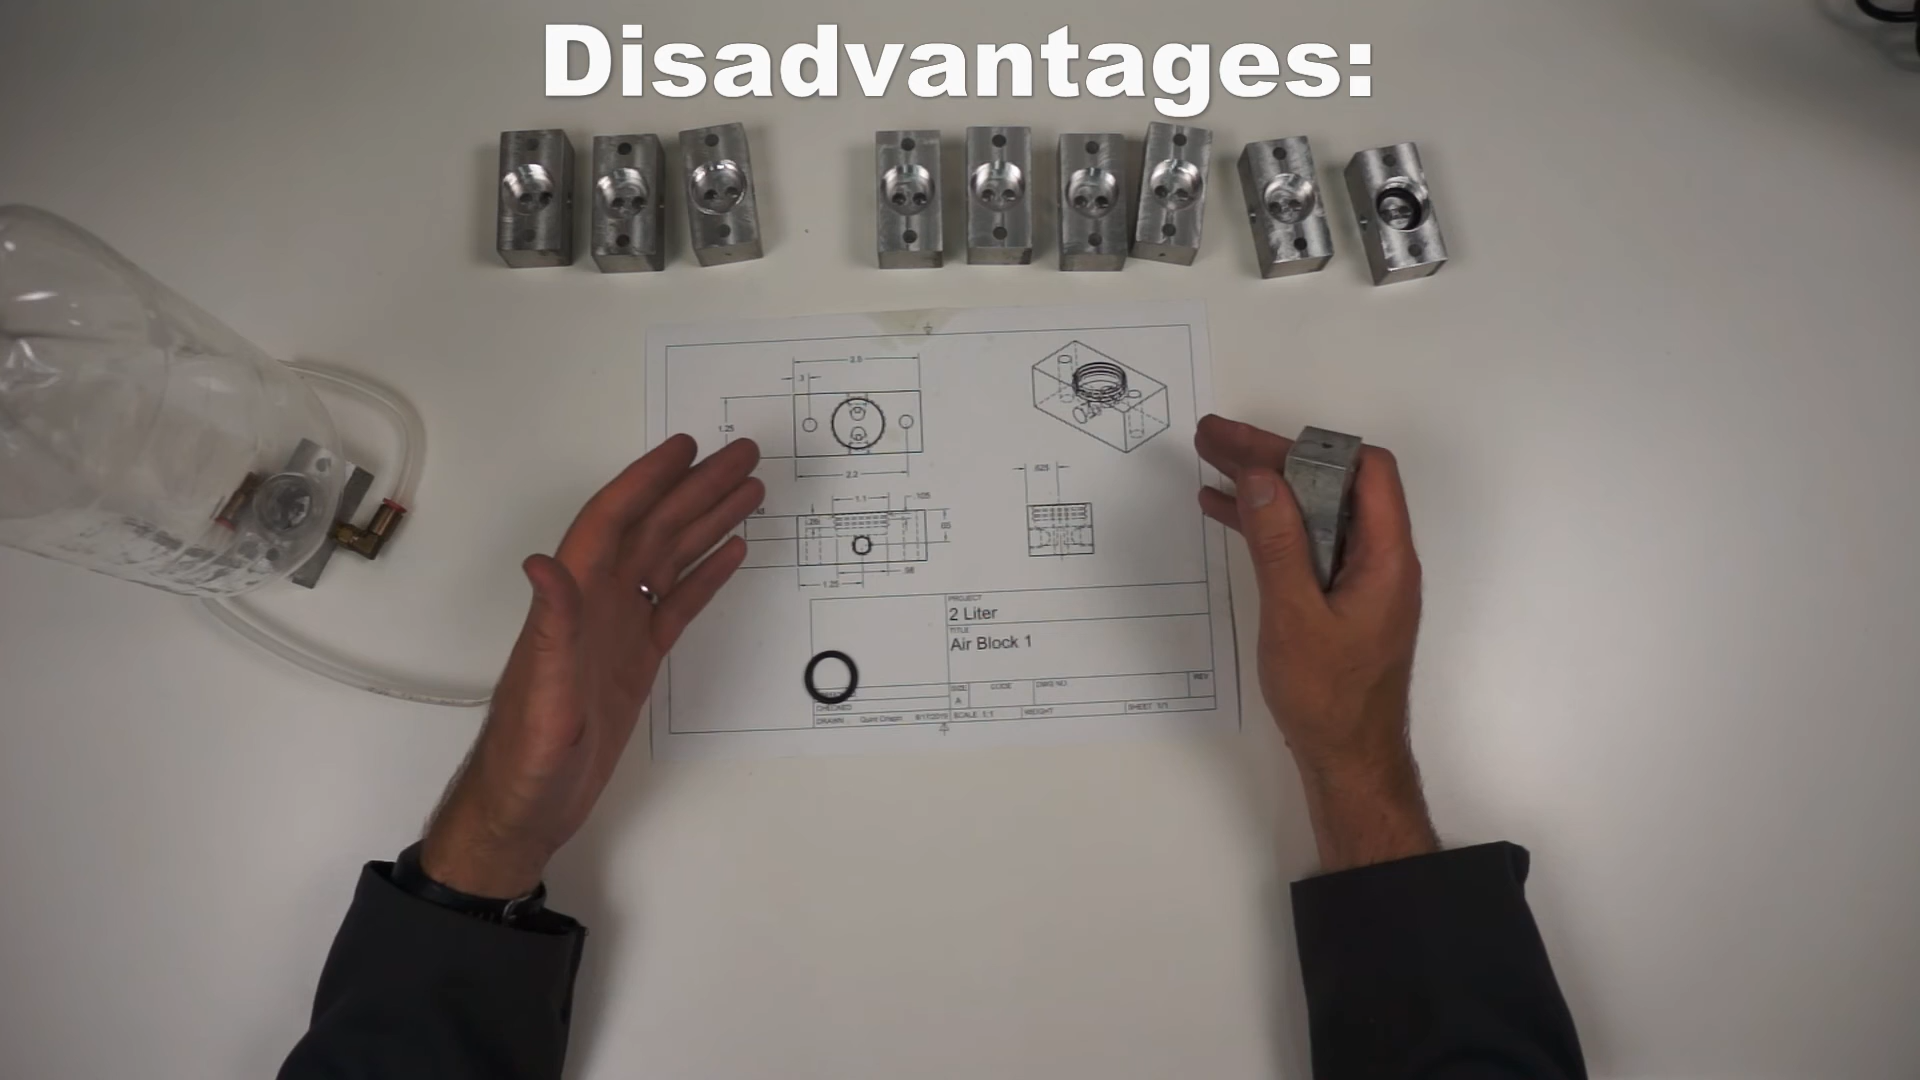 Disadvantages:
2.5
.3
1.25
2.2
1.1
.105
.625
.98
1.25
PROJECT
2 Liter
TITLE
Air Block 1
SIZE
CODE
DWG NO
REV
A
CHECKED
DRAWN
SCALE 1:1
WEIGHT
SHEET 1/1